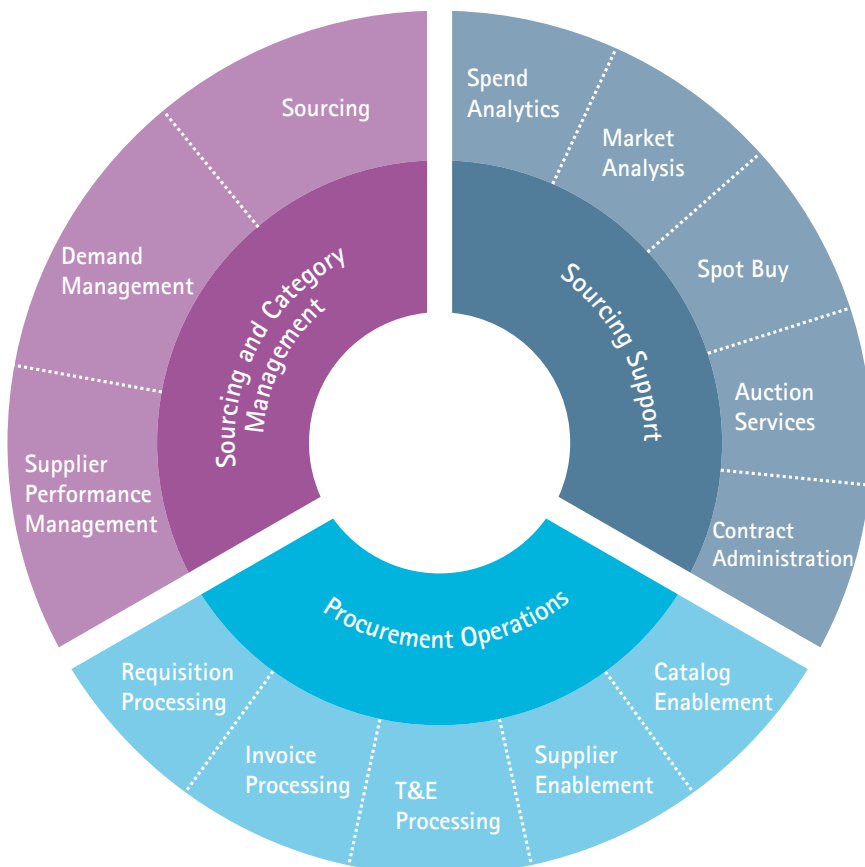 Sourcing
Demand
Management
Supplier
Performance
Management
Sourcing and Category
Management
Spend
Analytics
Market
Analysis
Spot Buy
Auction
Services
Contract
Administration
Sourcing Support
Procurement Operations
Requisition
Processing
Invoice
Processing
T&E
Processing
Supplier
Enablement
Catalog
Enablement